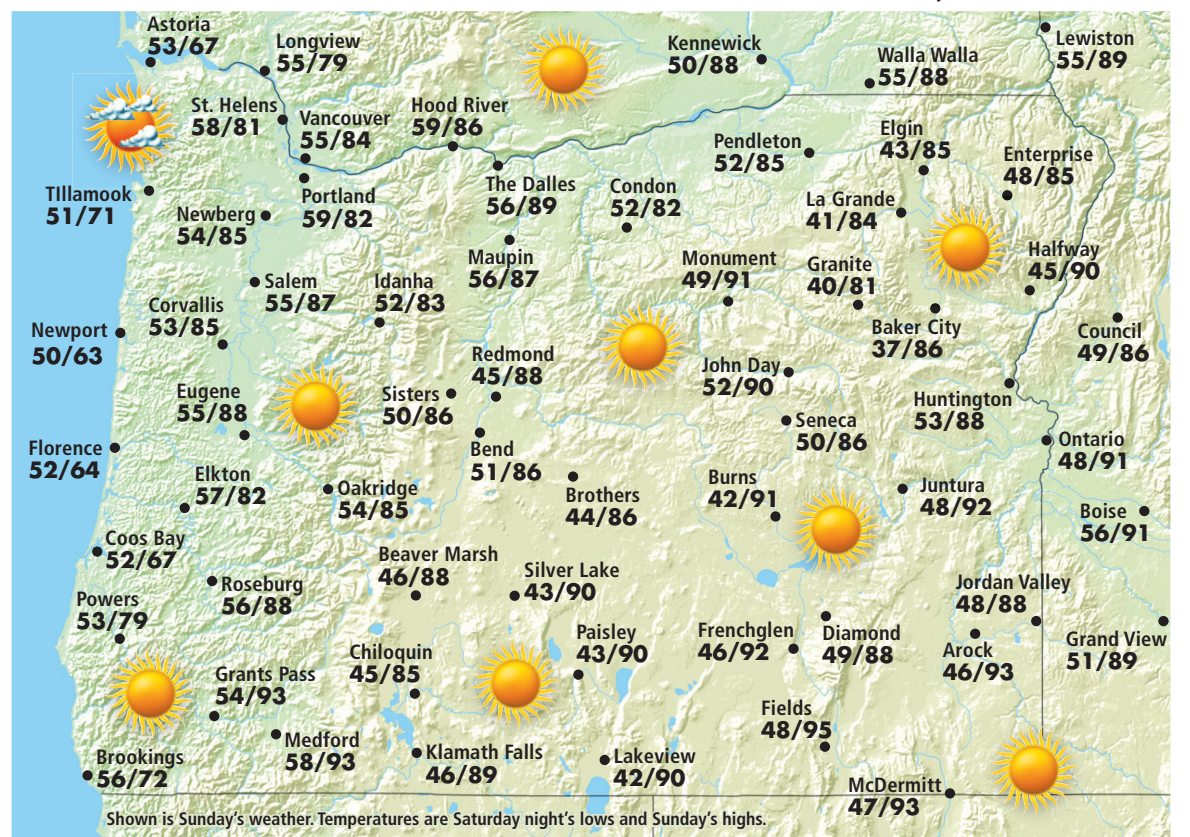 Astoria
53/67
Longview
55/79
Kennewick
50/88
Walla Walla
55/88
Lewiston
55/89
St. Helens
58/81
Vancouver
55/84
Hood River
59/86
Pendleton
52/85
Elgin
43/85
Enterprise
48/85
TIllamook
51/71
Newberg
54/85
Portland
59/82
The Dalles
56/89
Condon
52/82
La Grande
41/84
Maupin
56/87
Monument
49/91
Granite
40/81
Halfway
45/90
Salem
55/87
Idanha
52/83
Corvallis
53/85
Newport
50/63
Baker City
37/86
Council
49/86
Redmond
45/88
John Day
52/90
Eugene
55/88
Sisters
50/86
Huntington
53/88
Seneca
50/86
Florence
52/64
Bend
51/86
Ontario
48/91
Elkton
57/82
Oakridge
54/85
Brothers
44/86
Burns
42/91
Juntura
48/92
Boise
56/91
Coos Bay
52/67
Beaver Marsh
46/88
Silver Lake
43/90
Roseburg
56/88
Jordan Valley
48/88
Powers
53/79
Paisley
43/90
Frenchglen
46/92
Diamond
49/88
Arock
46/93
Grand View
51/89
Chiloquin
45/85
Grants Pass
54/93
Fields
48/95
Medford
58/93
Klamath Falls
46/89
Lakeview
42/90
Brookings
56/72
McDermitt
47/93
Shown is Sunday's weather. Temperatures are Saturday night's lows and Sunday's highs.